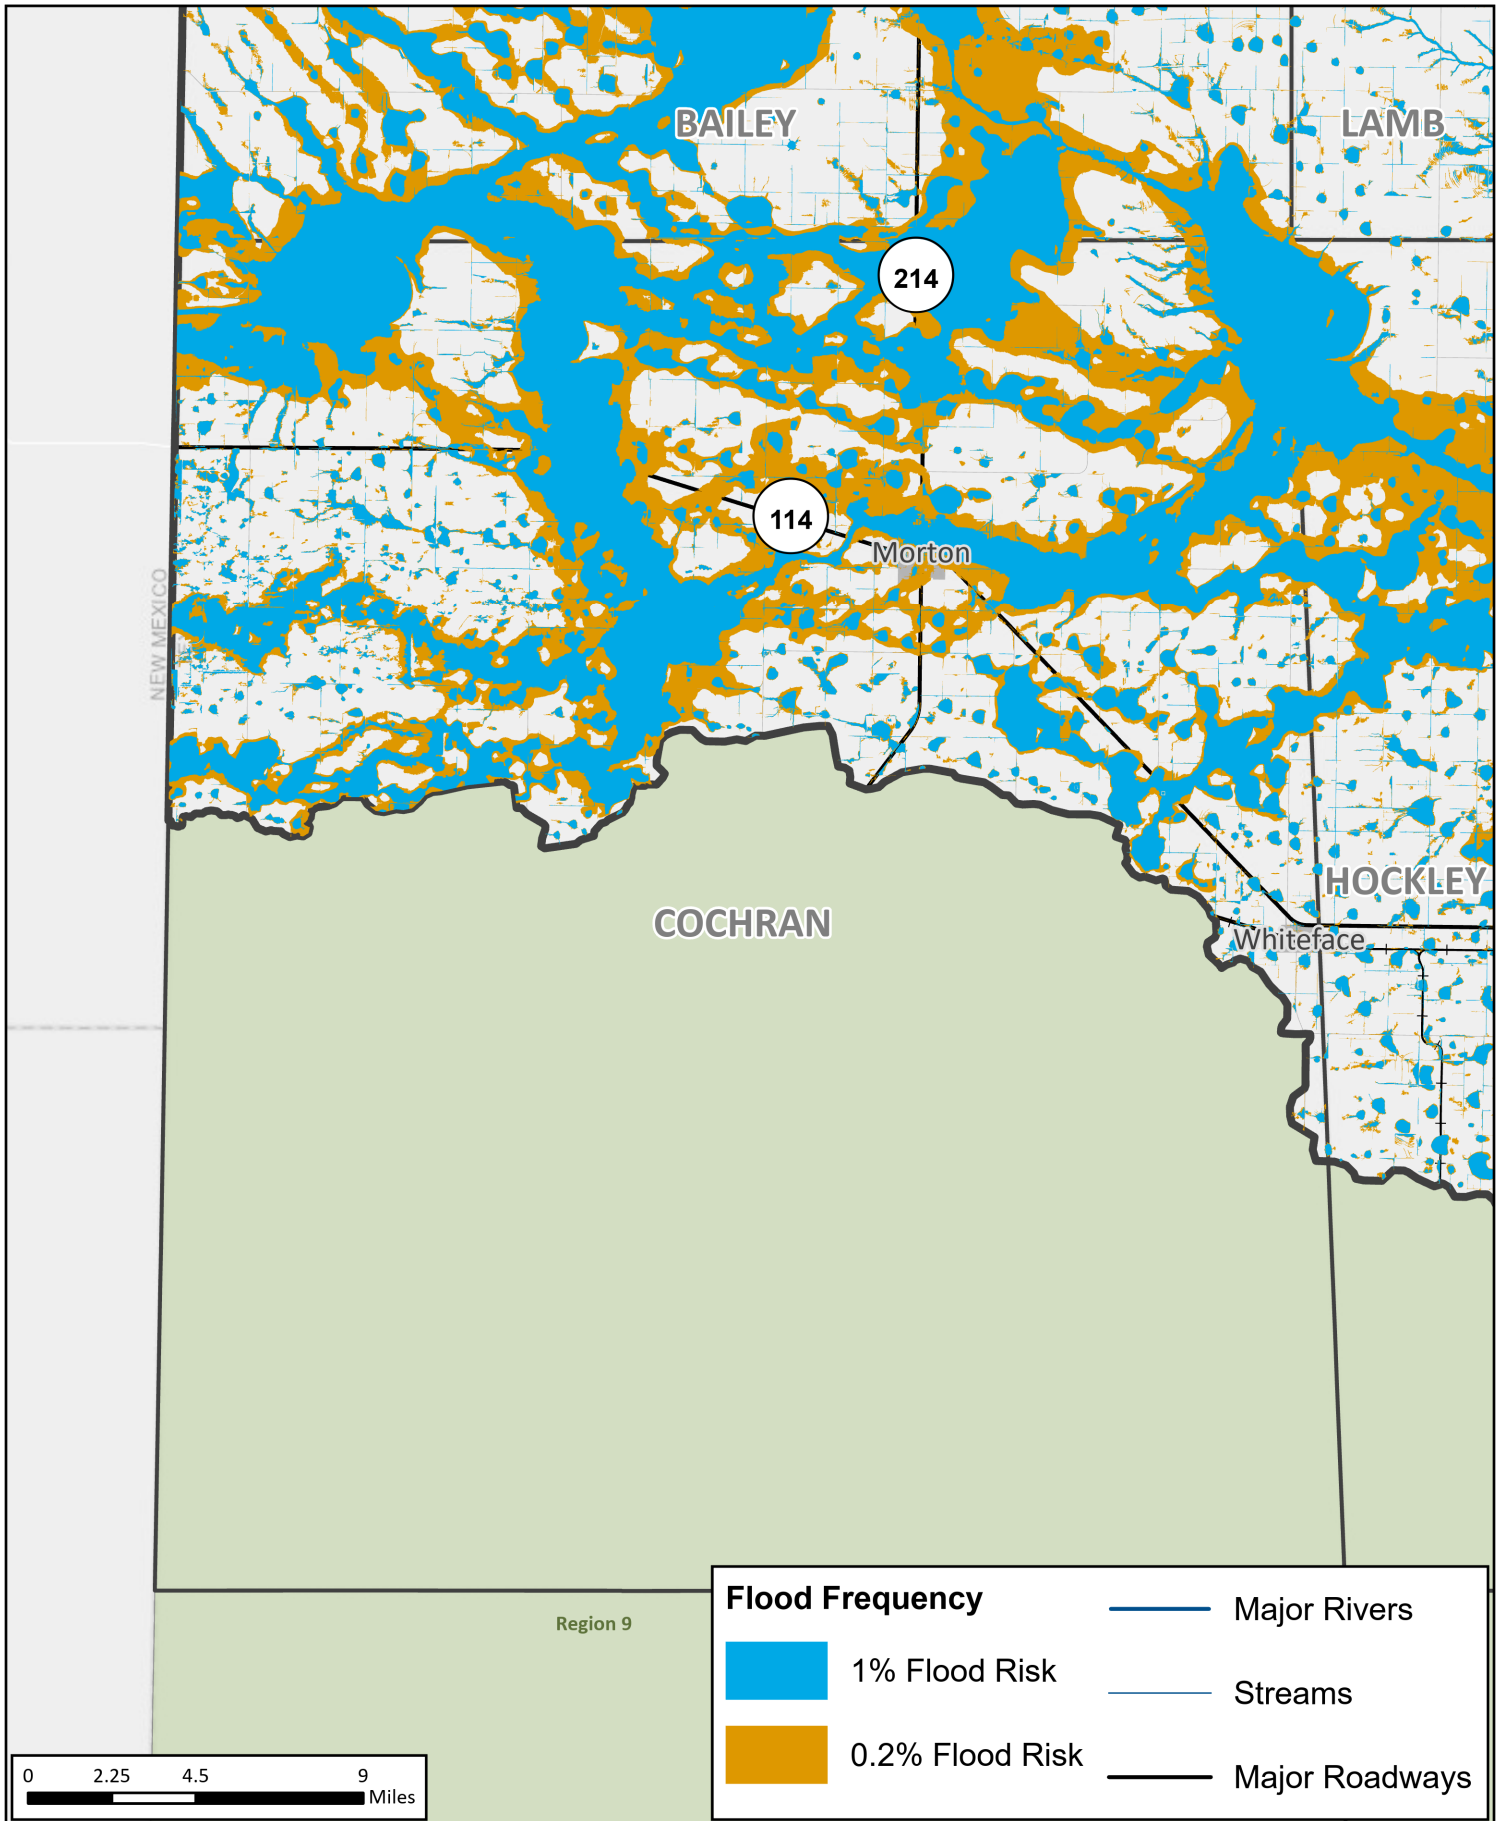 BAILEY
LAMB
214
114
Morton
NEW MEXICO
HOCKLEY
COCHRAN
Whiteface
Region 9
Flood Frequency
1% Flood Risk
0.2% Flood Risk
Major Rivers
Streams
Major Roadways
0 2.25 4.5 9
Miles